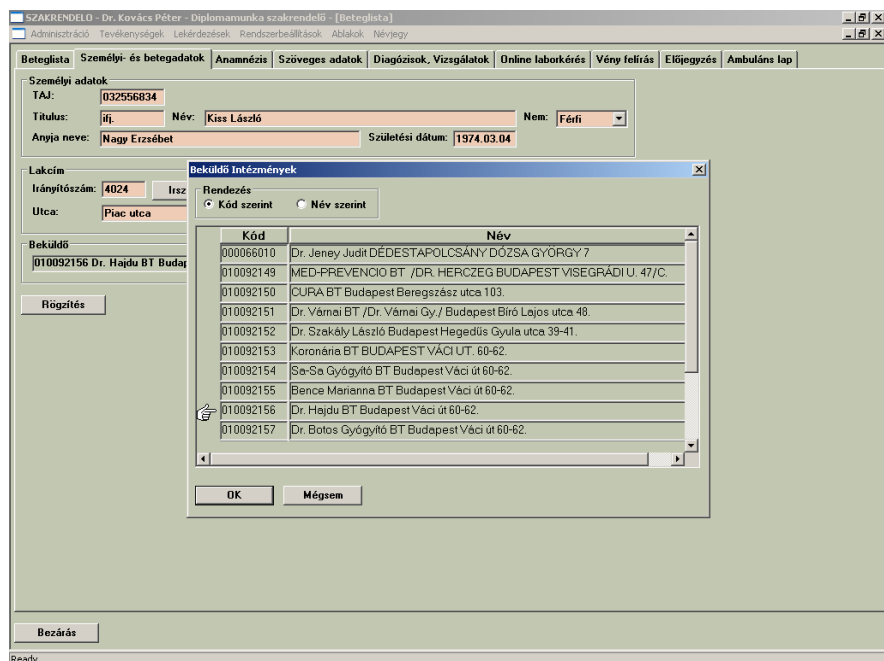 SZAKRENDELO - Dr. Kovács Péter - Diplomamunka szakrendelő - [Beteglista]
Adminisztráció Tevékenységek Lekérdezések Rendszerbeállítások Ablakok Névjegy
Beteglista Személyi- és betegadatok Anamnézis Szöveges adatok Diagózisok, Vizsgálatok Online laborkérés Vény felírás Előjegyzés Ambuláns lap
Személyi adatok
TAJ: 032556834
Titulus: ifj. Név: Kiss László Nem: Férfi
Anyja neve: Nagy Erzsébet Születési dátum: 1974.03.04
Lakcím
Irányítószám: 4024 Irsz
Utca: Piac utca
Beküldő
010092156 Dr. Hajdu BT Budap
Rögzítés
Beküldő Intézmények
Rendezés
Kód szerint Név szerint
Kód Név
000066010 Dr. Jeney Judit DÉDESTAPOLCSÁNY DÓZSA GYÖRGY 7
010092149 MED-PREVENCIO BT /DR. HERCZEG BUDAPEST VISEGRÁDI U. 47/C.
010092150 CURA BT Budapest Beregszász utca 103.
010092151 Dr. Várnai BT /Dr. Várnai Gy./ Budapest Bíró Lajos utca 48.
010092152 Dr. Szakály László Budapest Hegedűs Gyula utca 39-41.
010092153 Koronária BT BUDAPEST VÁCI UT. 60-62.
010092154 Sa-Sa Gyógyító BT Budapest Váci út 60-62.
010092155 Bence Marianna BT Budapest Váci út 60-62.
010092156 Dr. Hajdu BT Budapest Váci út 60-62.
010092157 Dr. Botos Gyógyító BT Budapest Váci út 60-62.
OK Mégsem
Bezárás
Ready